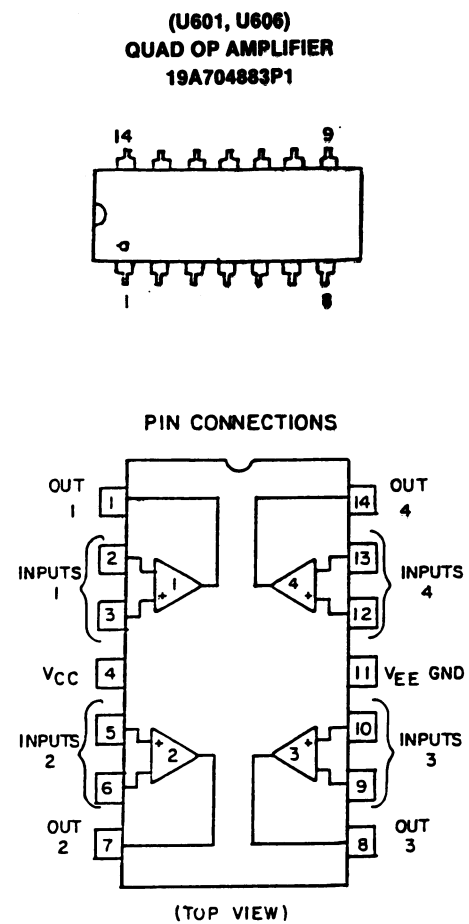 (U601, U606)
QUAD OP AMPLIFIER
19A704883P1
14 9
1 8
PIN CONNECTIONS
OUT 1
1
14
OUT 4
INPUTS 1
2
3
1
+
4
+
13
12
INPUTS 4
VCC
4
11
VEE GND
INPUTS 2
5
6
+
2
+
3
10
9
INPUTS 3
OUT 2
7
8
OUT 3
(TOP VIEW)